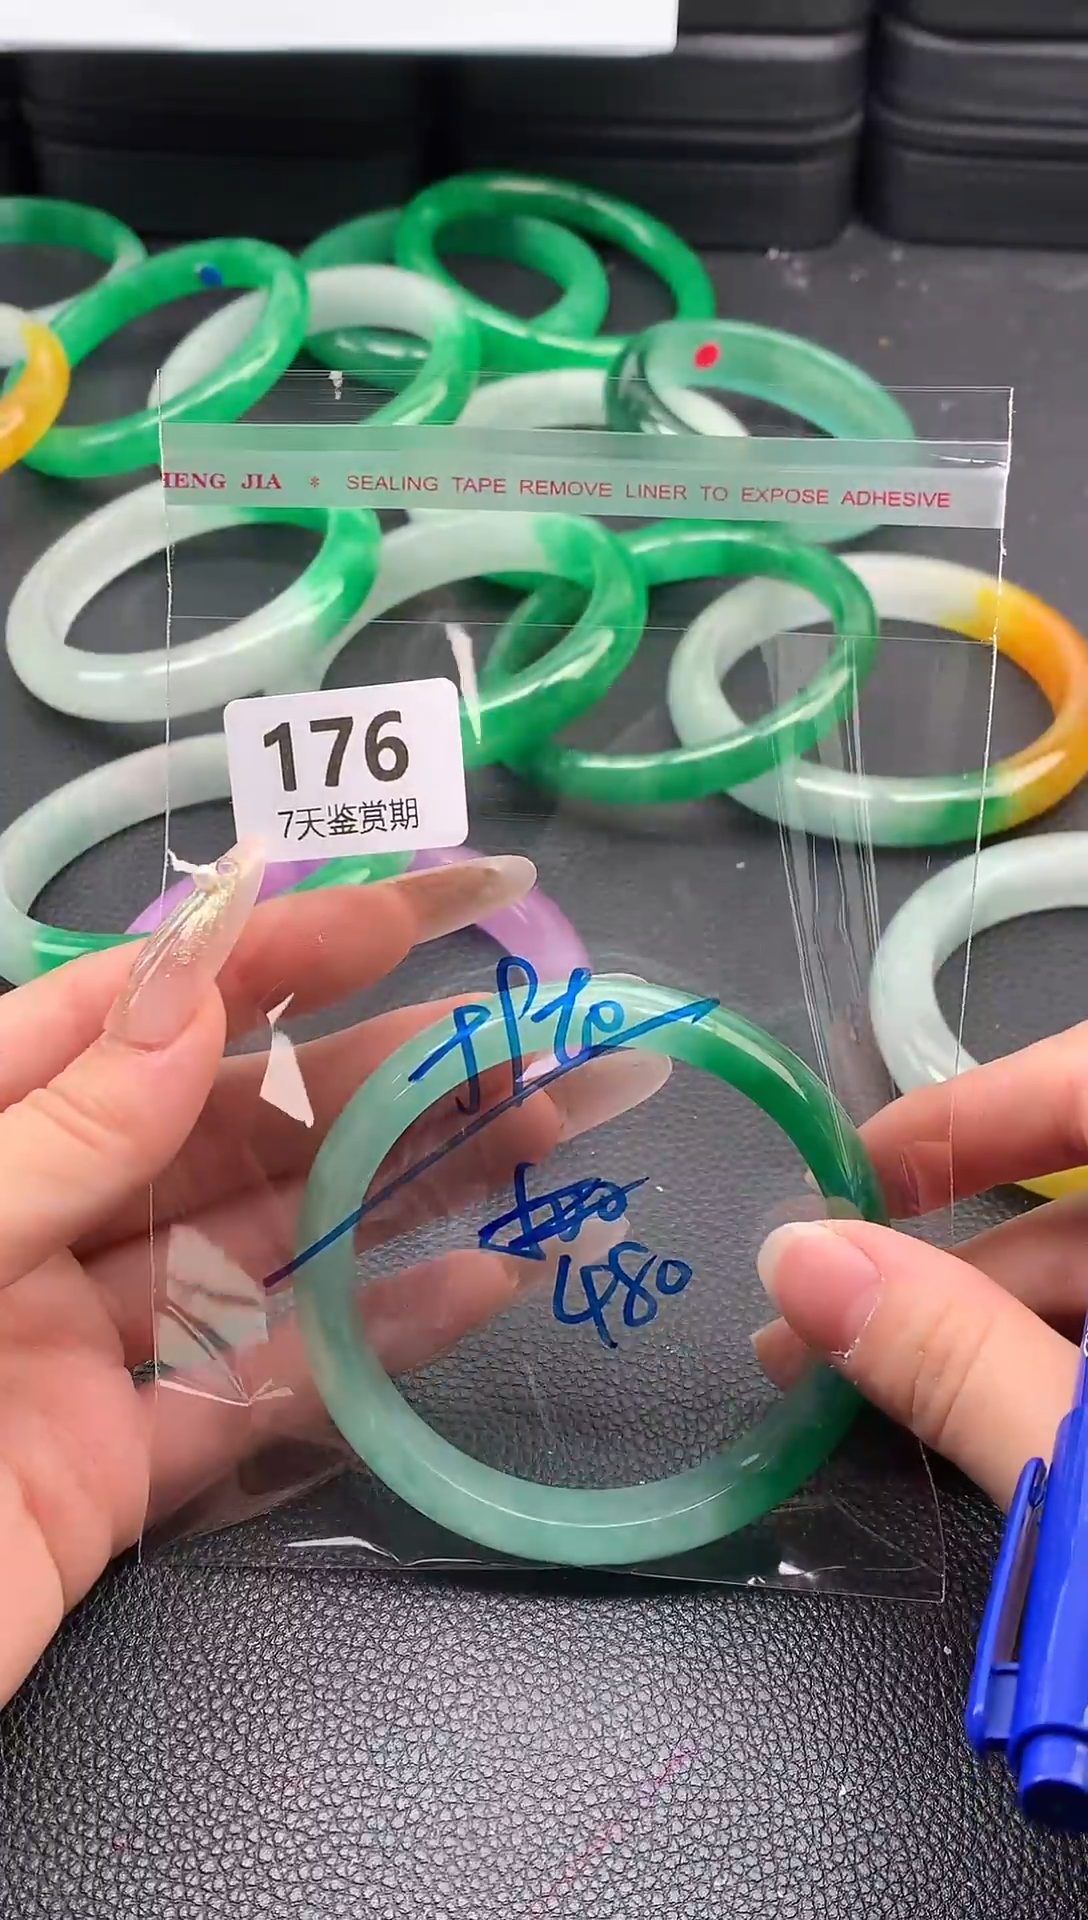 HENG JIA * SEALING TAPE REMOVE LINER TO EXPOSE ADHESIVE
176
7天鉴赏期
480